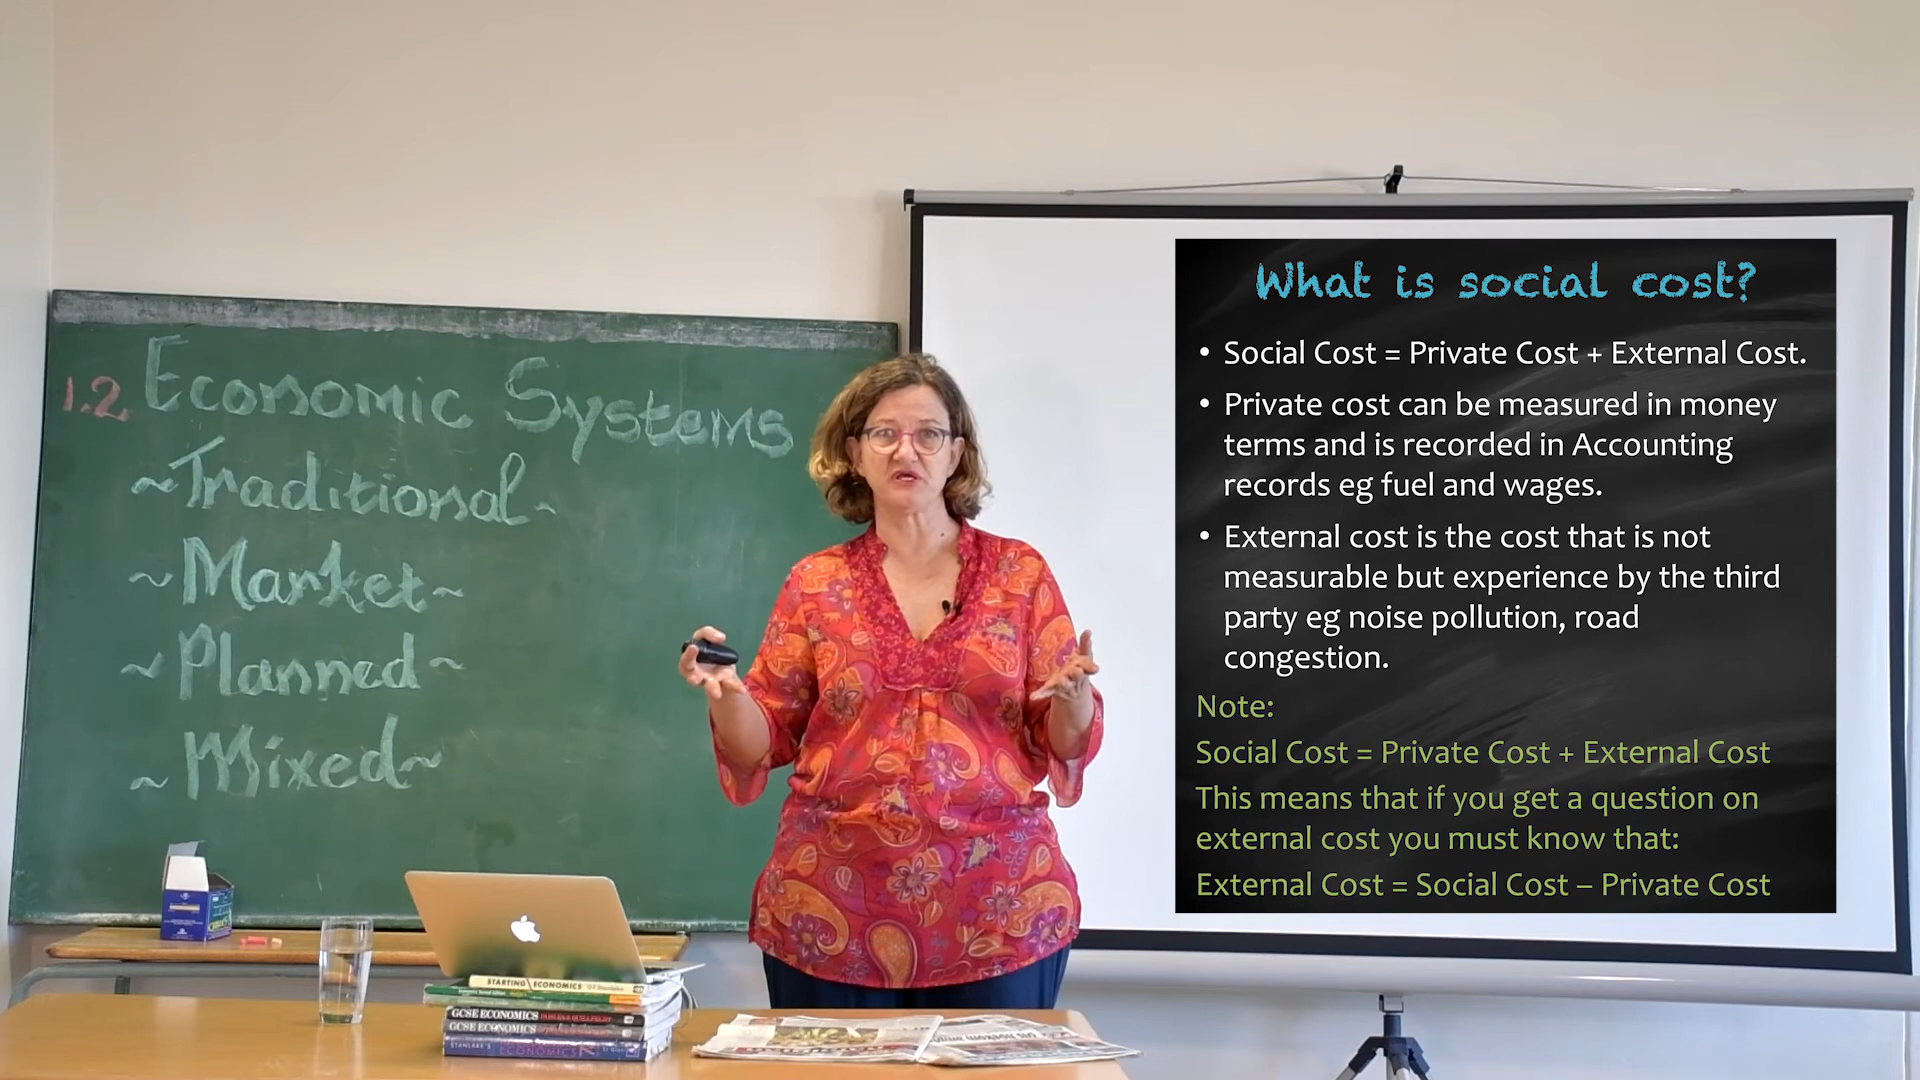 1.2 Economic Systems
~Traditional~
~Market~
~Planned~
~Mixed~
What is social cost?
• Social Cost = Private Cost + External Cost.
• Private cost can be measured in money
terms and is recorded in Accounting
records eg fuel and wages.
• External cost is the cost that is not
measurable but experience by the third
party eg noise pollution, road
congestion.
Note:
Social Cost = Private Cost + External Cost
This means that if you get a question on
external cost you must know that:
External Cost = Social Cost – Private Cost
STARTING ECONOMICS
GCSE ECONOMICS
GCSE ECONOMICS
STANLAKE'S ECONOMICS